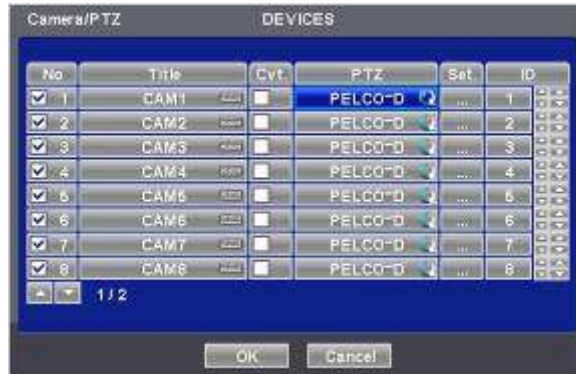 Camera/PTZ DEVICES
No Title Cvt. PTZ Set ID
1 CAM1 PELCO-D ... 1
2 CAM2 PELCO-D ... 2
3 CAM3 PELCO-D ... 3
4 CAM4 PELCO-D ... 4
5 CAM5 PELCO-D ... 5
6 CAM6 PELCO-D ... 6
7 CAM7 PELCO-D ... 7
8 CAM8 PELCO-D ... 8
1 / 2
OK Cancel